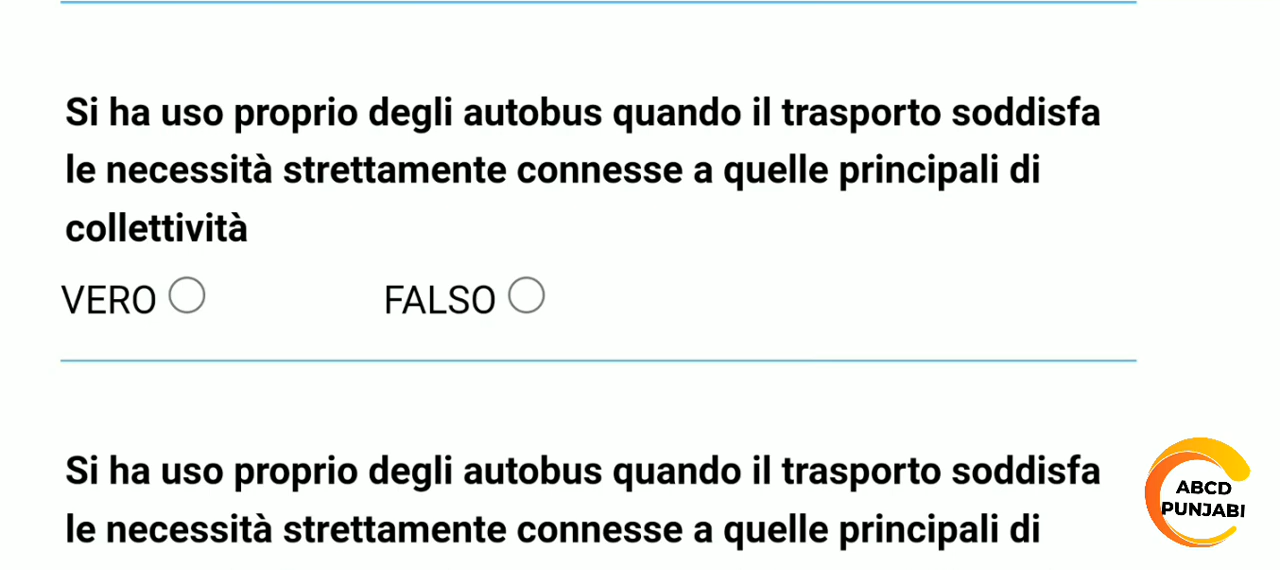 Si ha uso proprio degli autobus quando il trasporto soddisfa
le necessità strettamente connesse a quelle principali di
collettività
VERO FALSO
Si ha uso proprio degli autobus quando il trasporto soddisfa
le necessità strettamente connesse a quelle principali di
ABCD
PUNJABI